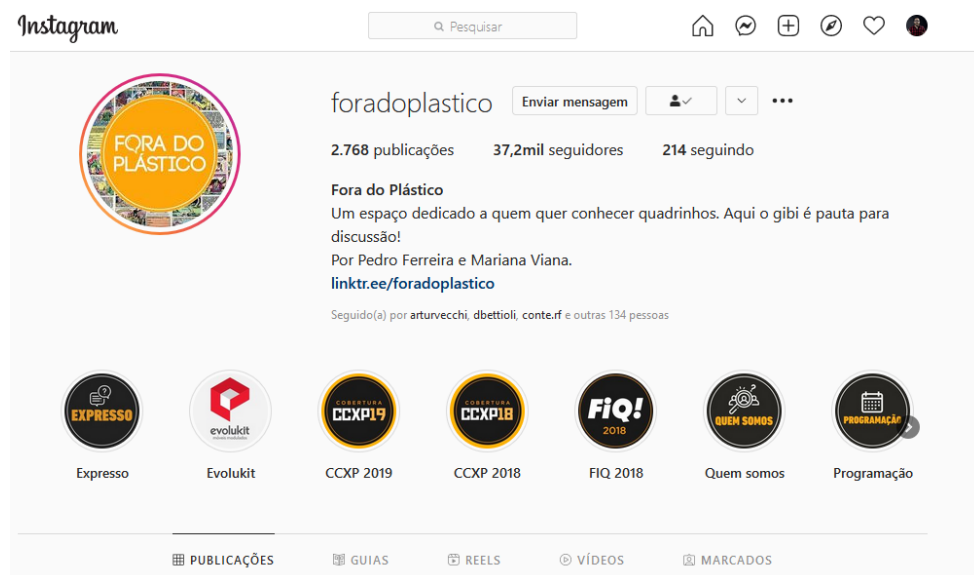 Instagram
Pesquisar
FORA DO
PLÁSTICO
foradoplastico
Enviar mensagem
2.768 publicações 37,2mil seguidores 214 seguindo
Fora do Plástico
Um espaço dedicado a quem quer conhecer quadrinhos. Aqui o gibi é pauta para
discussão!
Por Pedro Ferreira e Mariana Viana.
linktr.ee/foradoplastico
Seguido(a) por arturvecchi, dbettioli, conte.rf e outras 134 pessoas
EXPRESSO
evolukit
móveis modulados
COBERTURA
CCXP19
COBERTURA
CCXP18
FiQ!
2018
QUEM SOMOS
PROGRAMAÇÃO
Expresso Evolukit CCXP 2019 CCXP 2018 FIQ 2018 Quem somos Programação
PUBLICAÇÕES GUIAS REELS VÍDEOS MARCADOS